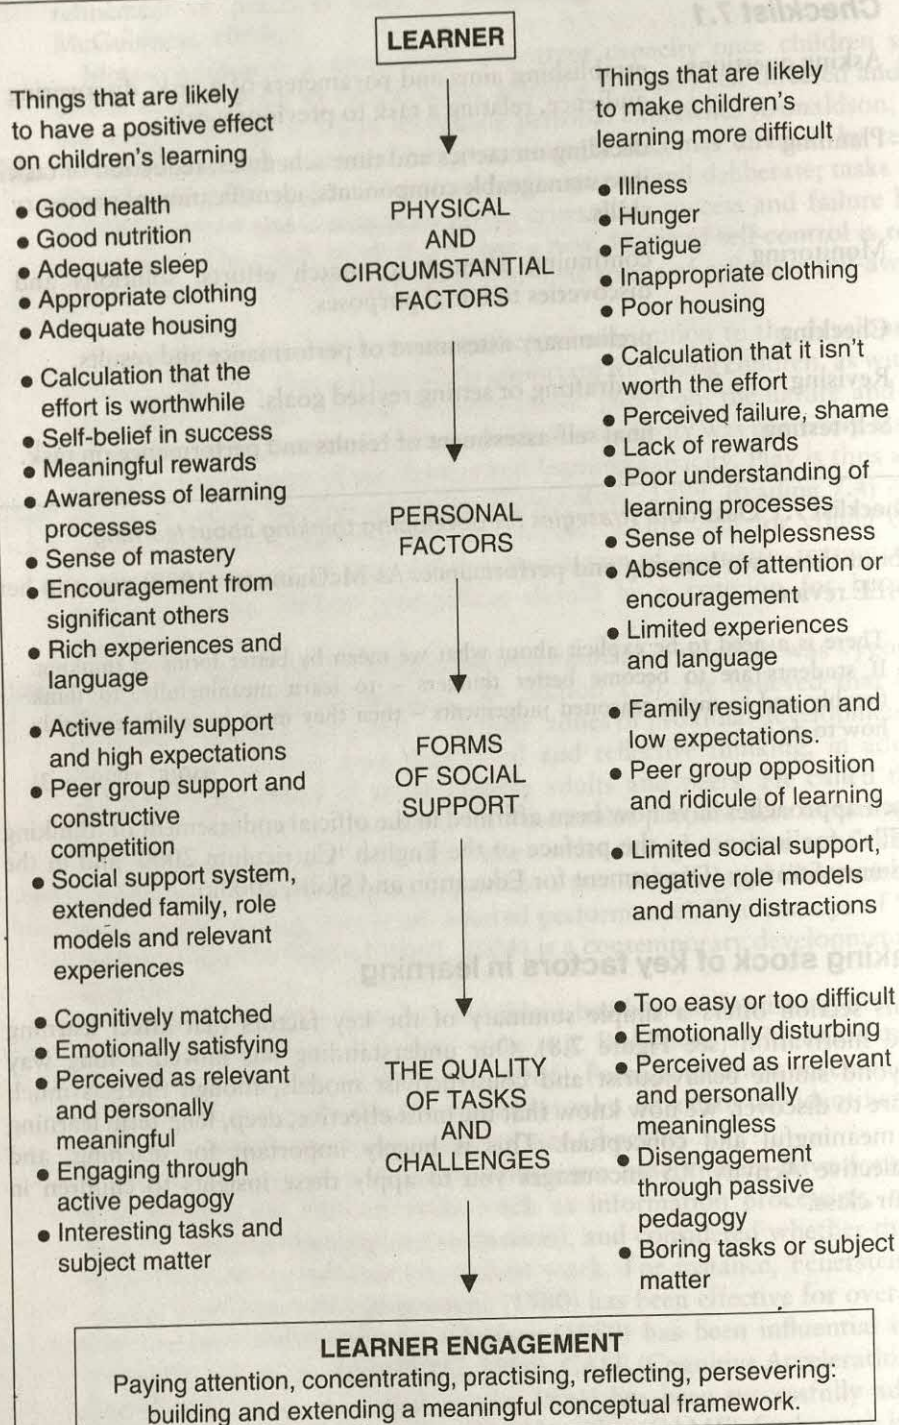 LEARNER
Things that are likely
to have a positive effect
on children's learning
• Good health
• Good nutrition
• Adequate sleep
• Appropriate clothing
• Adequate housing
• Calculation that the
effort is worthwhile
• Self-belief in success
• Meaningful rewards
• Awareness of learning
processes
• Sense of mastery
• Encouragement from
significant others
• Rich experiences and
language
• Active family support
and high expectations
• Peer group support and
constructive
competition
• Social support system,
extended family, role
models and relevant
experiences
• Cognitively matched
• Emotionally satisfying
• Perceived as relevant
and personally
meaningful
• Engaging through
active pedagogy
• Interesting tasks and
subject matter
PHYSICAL
AND
CIRCUMSTANTIAL
FACTORS
PERSONAL
FACTORS
FORMS
OF SOCIAL
SUPPORT
THE QUALITY
OF TASKS
AND
CHALLENGES
Things that are likely
to make children's
learning more difficult
• Illness
• Hunger
• Fatigue
• Inappropriate clothing
• Poor housing
• Calculation that it isn't
worth the effort
• Perceived failure, shame
• Lack of rewards
• Poor understanding of
learning processes
• Sense of helplessness
• Absence of attention or
encouragement
• Limited experiences
and language
• Family resignation and
low expectations.
• Peer group opposition
and ridicule of learning
• Limited social support,
negative role models
and many distractions
• Too easy or too difficult
• Emotionally disturbing
• Perceived as irrelevant
and personally
meaningless
• Disengagement
through passive
pedagogy
• Boring tasks or subject
matter
LEARNER ENGAGEMENT
Paying attention, concentrating, practising, reflecting, persevering:
building and extending a meaningful conceptual framework.